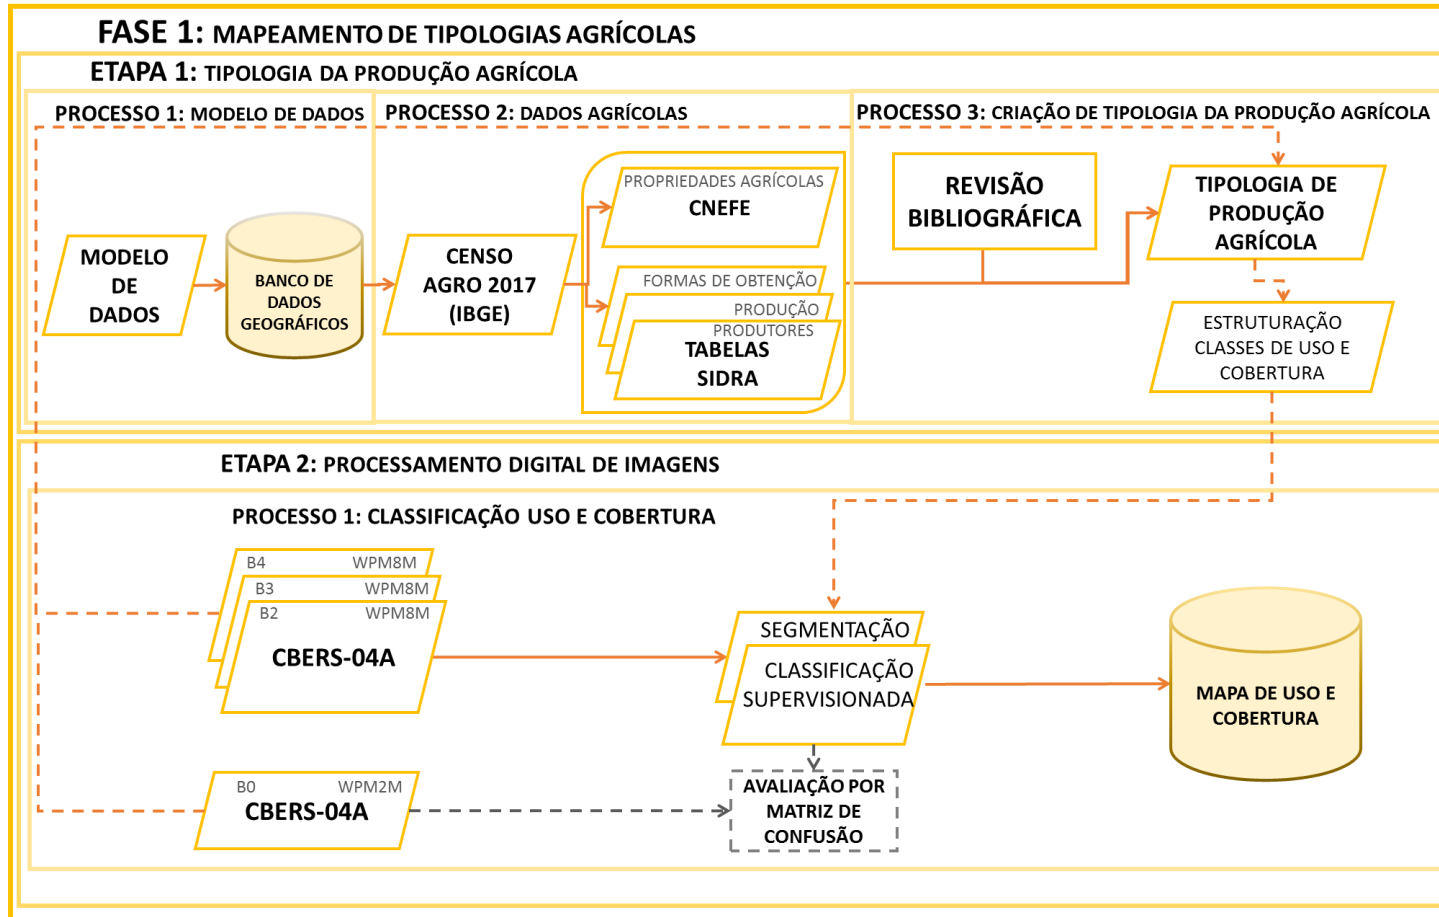 FASE 1: MAPEAMENTO DE TIPOLOGIAS AGRÍCOLAS
ETAPA 1: TIPOLOGIA DA PRODUÇÃO AGRÍCOLA
PROCESSO 1: MODELO DE DADOS
PROCESSO 2: DADOS AGRÍCOLAS
PROCESSO 3: CRIAÇÃO DE TIPOLOGIA DA PRODUÇÃO AGRÍCOLA
MODELO
DE
DADOS
BANCO DE
DADOS
GEOGRÁFICOS
CENSO
AGRO 2017
(IBGE)
PROPRIEDADES AGRÍCOLAS
CNEFE
FORMAS DE OBTENÇÃO
PRODUÇÃO
PRODUTORES
TABELAS
SIDRA
REVISÃO
BIBLIOGRÁFICA
TIPOLOGIA DE
PRODUÇÃO
AGRÍCOLA
ESTRUTURAÇÃO
CLASSES DE USO E
COBERTURA
ETAPA 2: PROCESSAMENTO DIGITAL DE IMAGENS
PROCESSO 1: CLASSIFICAÇÃO USO E COBERTURA
B4 WPM8M
B3 WPM8M
B2 WPM8M
CBERS-04A
SEGMENTAÇÃO
CLASSIFICAÇÃO
SUPERVISIONADA
MAPA DE USO E
COBERTURA
B0 WPM2M
CBERS-04A
AVALIAÇÃO POR
MATRIZ DE
CONFUSÃO